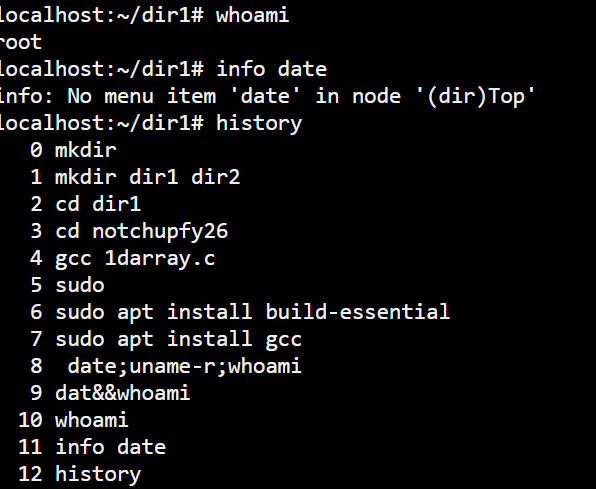 localhost:~/dir1# whoami
root
localhost:~/dir1# info date
info: No menu item 'date' in node '(dir)Top'
localhost:~/dir1# history
   0 mkdir
   1 mkdir dir1 dir2
   2 cd dir1
   3 cd notchupfy26
   4 gcc 1darray.c
   5 sudo
   6 sudo apt install build-essential
   7 sudo apt install gcc
   8  date;uname-r;whoami
   9 dat&&whoami
  10 whoami
  11 info date
  12 history